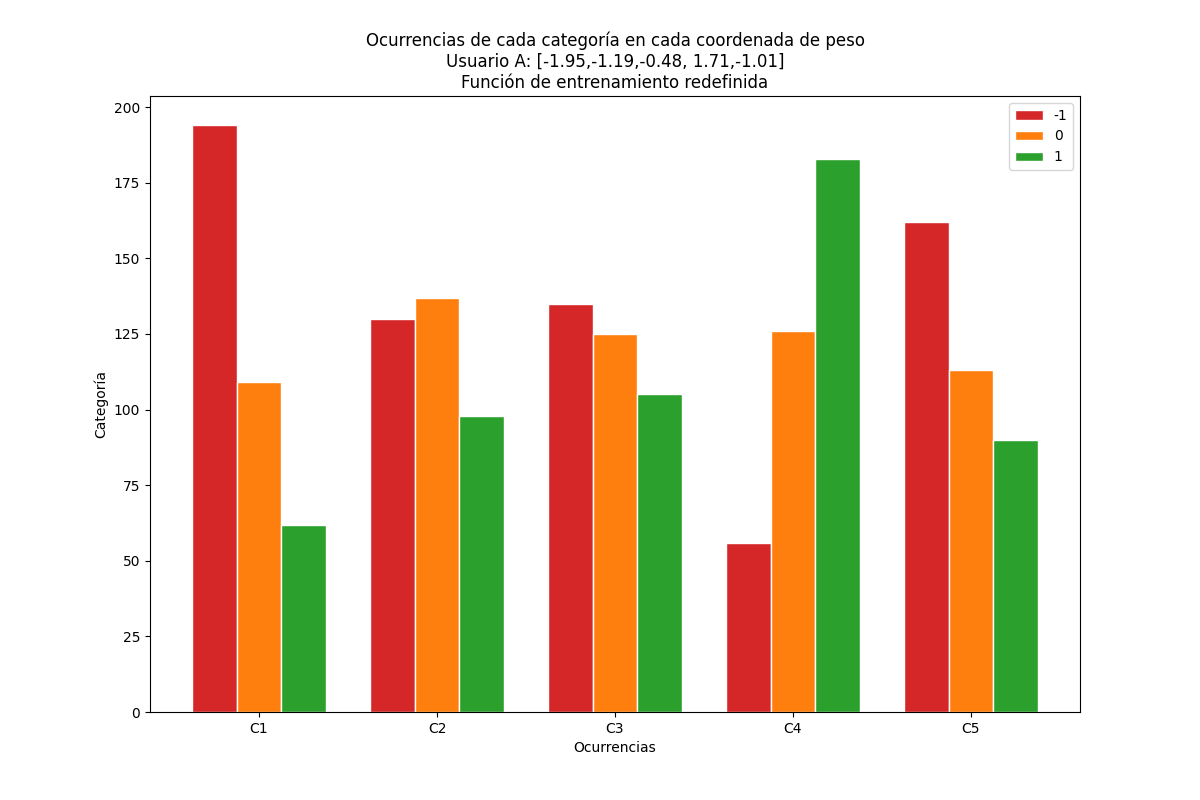 Ocurrencias de cada categoría en cada coordenada de peso
Usuario A: [-1.95,-1.19,-0.48, 1.71,-1.01]
Función de entrenamiento redefinida
-1
0
1
200
175
150
125
100
75
50
25
0
Categoría
C1 C2 C3 C4 C5
Ocurrencias